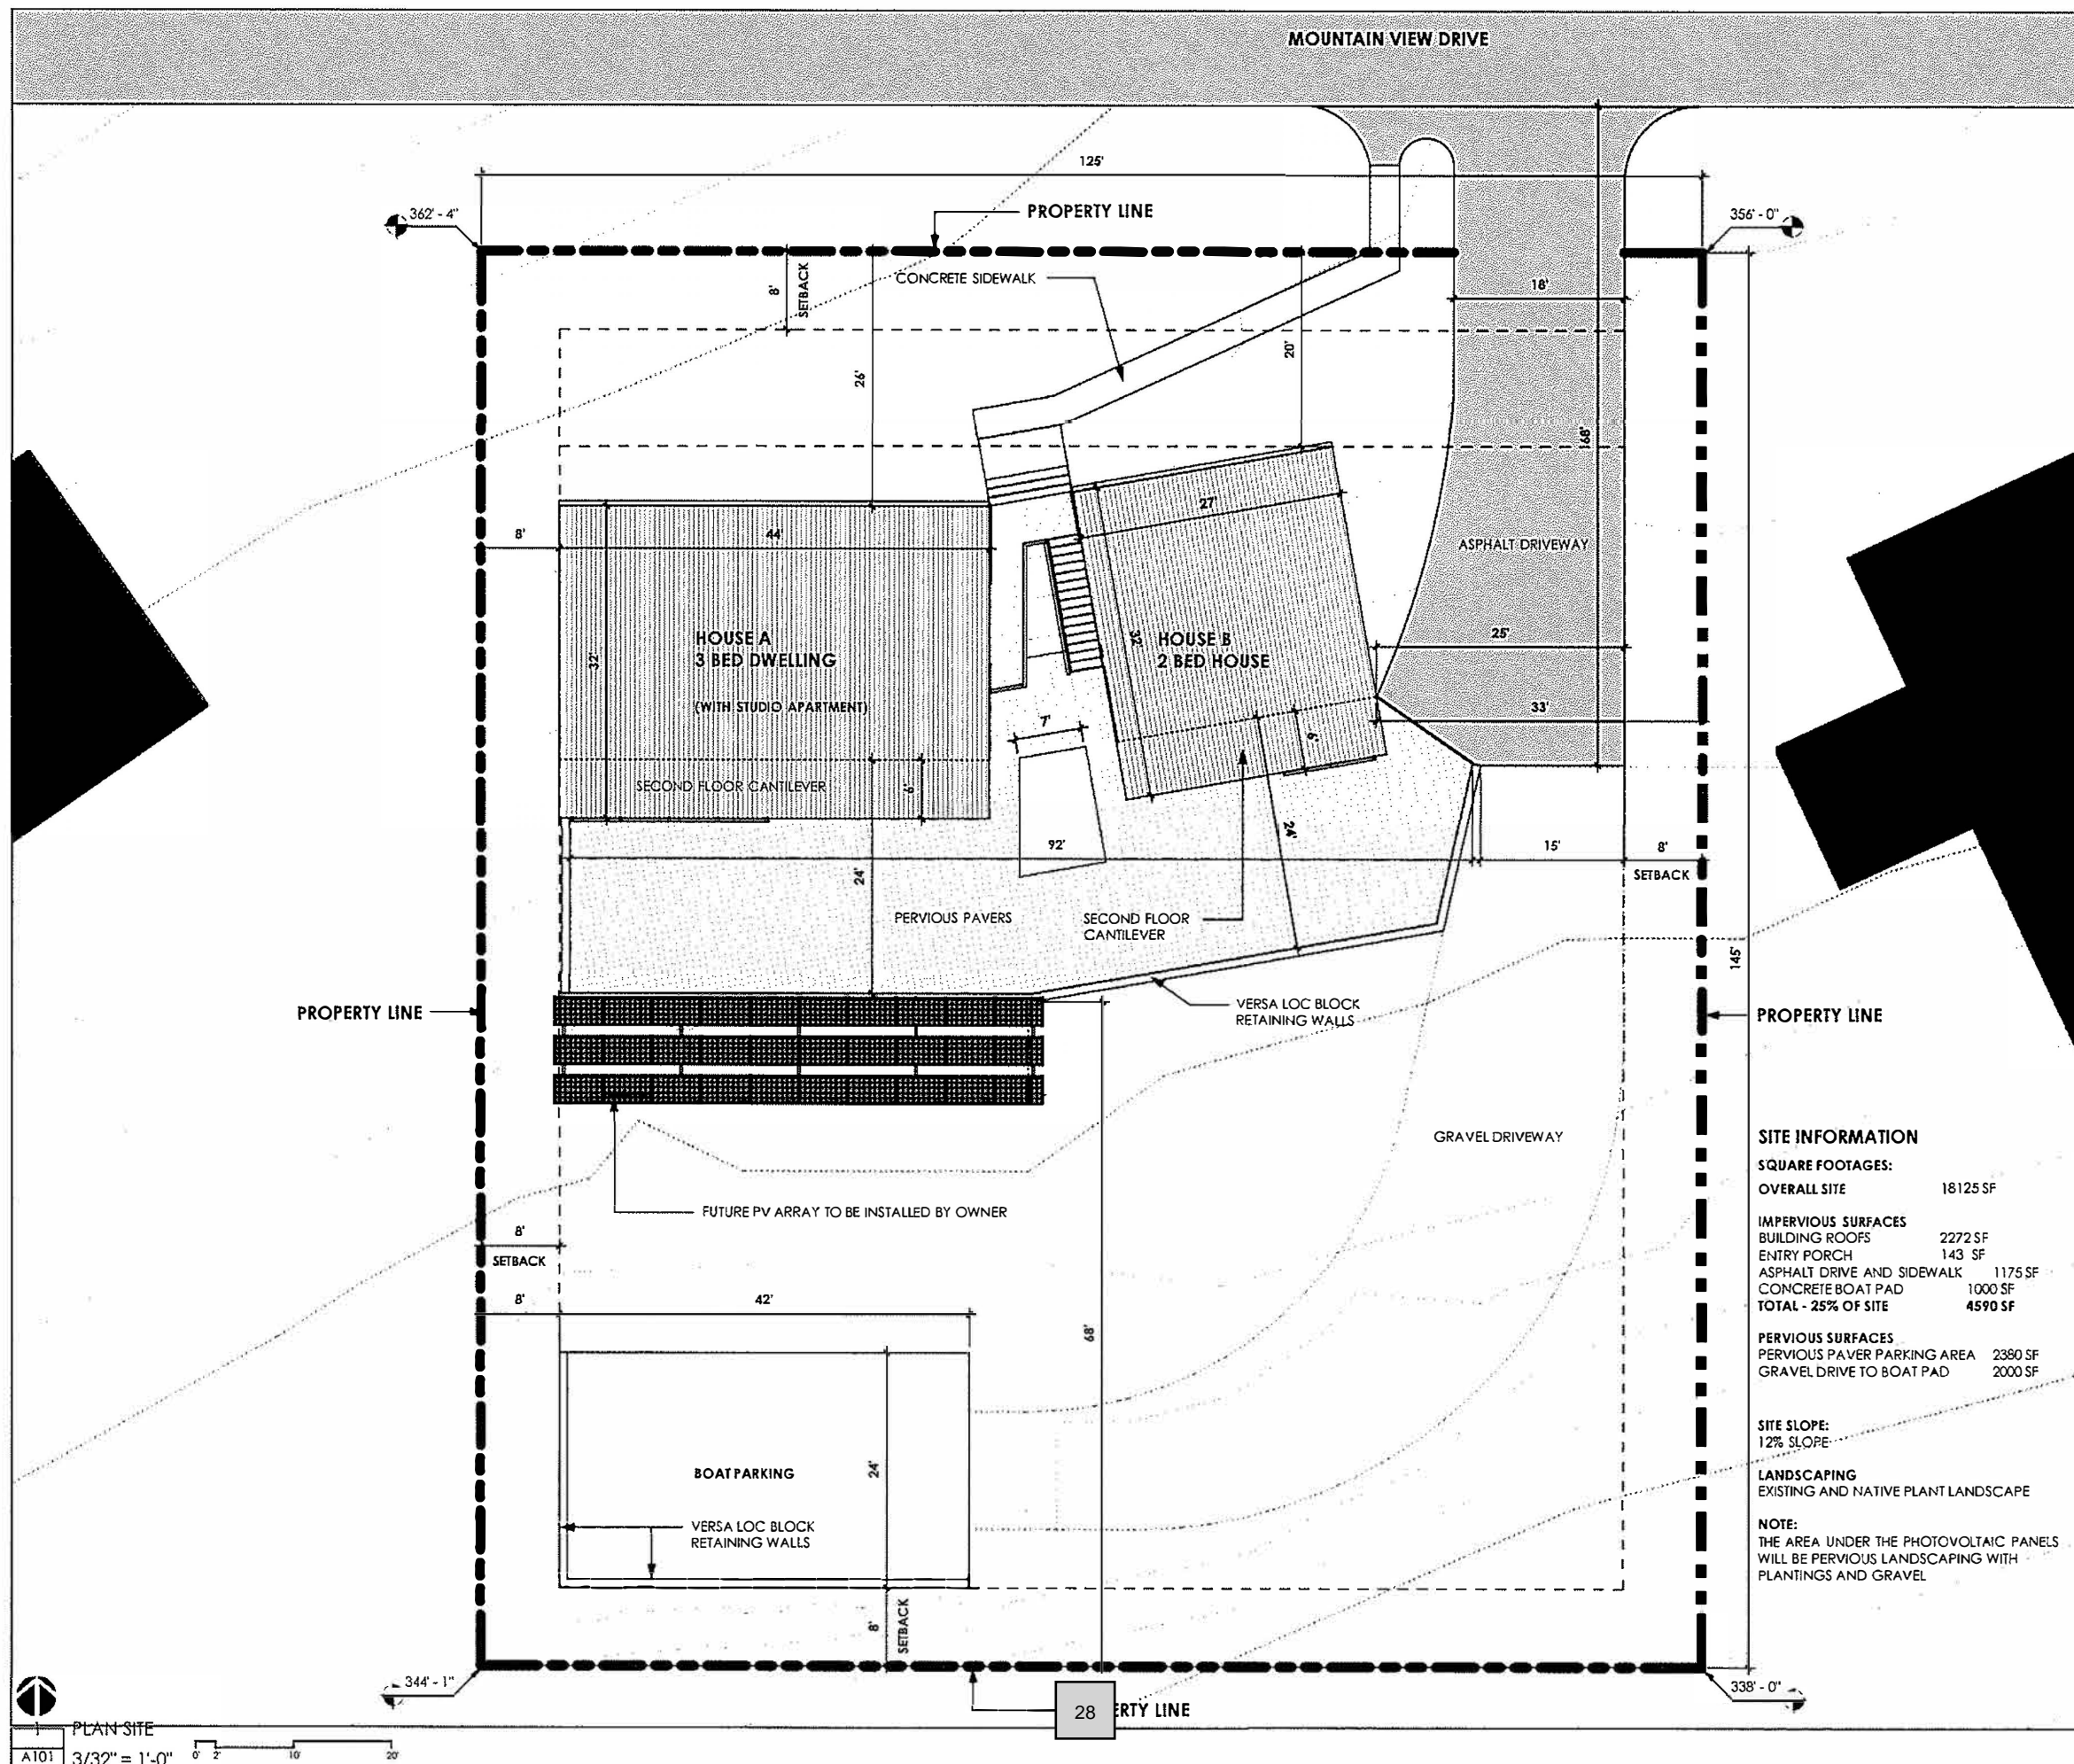 MOUNTAIN VIEW DRIVE
125'
362' - 4"
PROPERTY LINE
356' - 0"
8'
SETBACK
CONCRETE SIDEWALK
18'
26'
20'
68'
8'
44'
27'
ASPHALT DRIVEWAY
HOUSE A
3 BED DWELLING
(WITH STUDIO APARTMENT)
32'
32'
HOUSE B
2 BED HOUSE
25'
33'
7'
6'
SECOND FLOOR CANTILEVER
6'
92'
24'
24'
15'
8'
SETBACK
PERVIOUS PAVERS
SECOND FLOOR
CANTILEVER
145'
PROPERTY LINE
VERSA LOC BLOCK
RETAINING WALLS
PROPERTY LINE
GRAVEL DRIVEWAY
FUTURE PV ARRAY TO BE INSTALLED BY OWNER
8'
SETBACK
8'
42'
68'
BOAT PARKING
24'
VERSA LOC BLOCK
RETAINING WALLS
8'
SETBACK
SITE INFORMATION
SQUARE FOOTAGES:
OVERALL SITE 18125 SF
IMPERVIOUS SURFACES
BUILDING ROOFS 2272 SF
ENTRY PORCH 143 SF
ASPHALT DRIVE AND SIDEWALK 1175 SF
CONCRETE BOAT PAD 1000 SF
TOTAL - 25% OF SITE 4590 SF
PERVIOUS SURFACES
PERVIOUS PAVER PARKING AREA 2380 SF
GRAVEL DRIVE TO BOAT PAD 2000 SF
SITE SLOPE:
12% SLOPE
LANDSCAPING
EXISTING AND NATIVE PLANT LANDSCAPE
NOTE:
THE AREA UNDER THE PHOTOVOLTAIC PANELS
WILL BE PERVIOUS LANDSCAPING WITH
PLANTINGS AND GRAVEL
344' - 1"
338' - 0"
28
ERTY LINE
1
PLAN SITE
A101
3/32" = 1'-0"
0' 2' 10' 20'